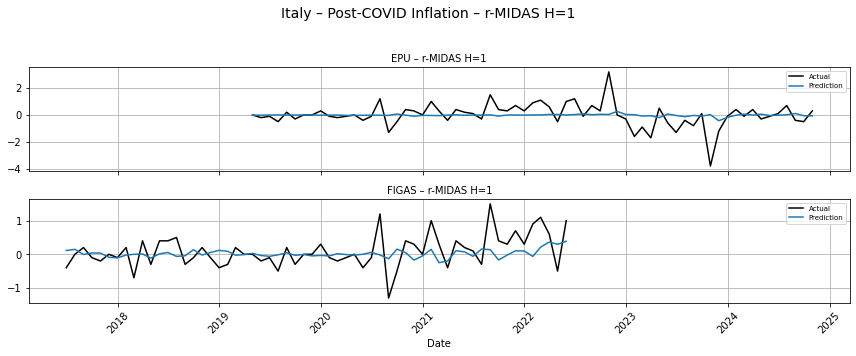 Italy – Post-COVID Inflation – r-MIDAS H=1
EPU – r-MIDAS H=1
Actual
Prediction
2
0
−2
−4
FIGAS – r-MIDAS H=1
Actual
Prediction
1
0
−1
2018 2019 2020 2021 2022 2023 2024 2025
Date